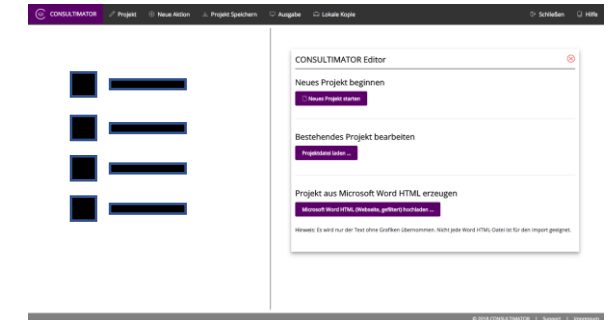 CONSULTIMATOR Projekt Neue Aktion Projekt Speichern Ausgabe Lokale Kopie Schließen Hilfe
CONSULTIMATOR Editor
Neues Projekt beginnen
Neues Projekt starten
Bestehendes Projekt bearbeiten
Projektdatei laden ...
Projekt aus Microsoft Word HTML erzeugen
Microsoft Word HTML (Webseite, gefiltert) hochladen ...
Hinweis: Es wird nur der Text ohne Grafiken übernommen. Nicht jede Word HTML-Datei ist für den Import geeignet.
CONSULTIMATOR | Support | Impressum